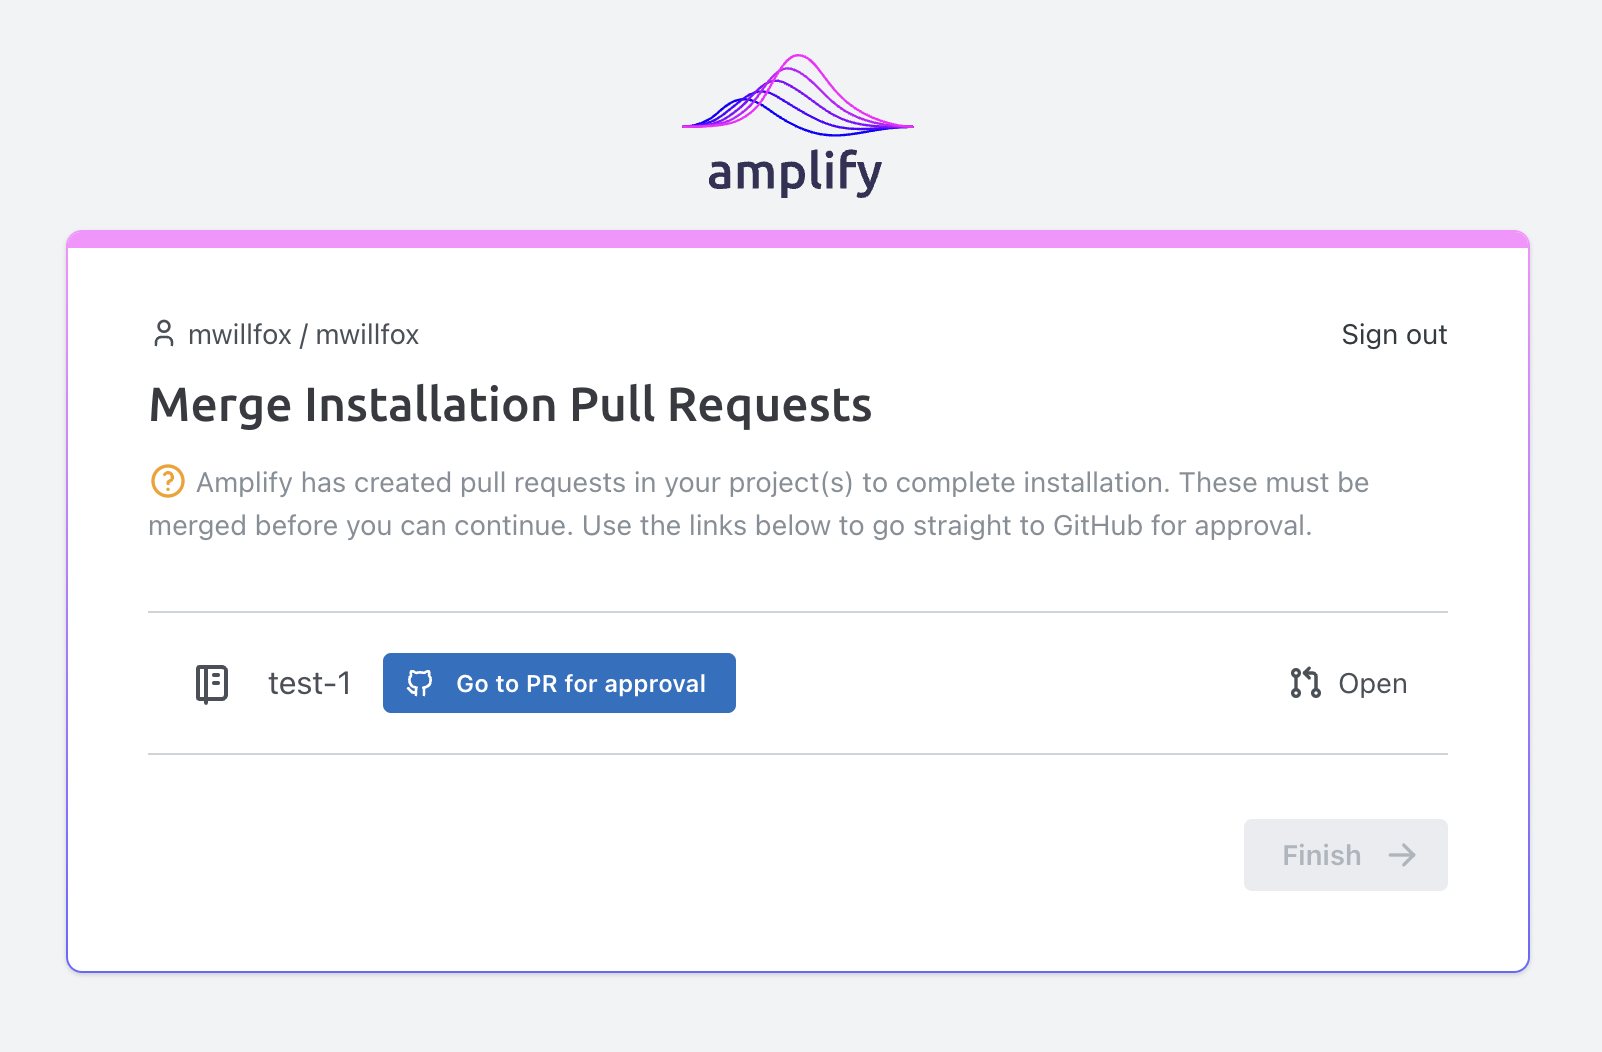 amplify
mwillfox / mwillfox
Sign out
Merge Installation Pull Requests
Amplify has created pull requests in your project(s) to complete installation. These must be
merged before you can continue. Use the links below to go straight to GitHub for approval.
test-1
Go to PR for approval
Open
Finish